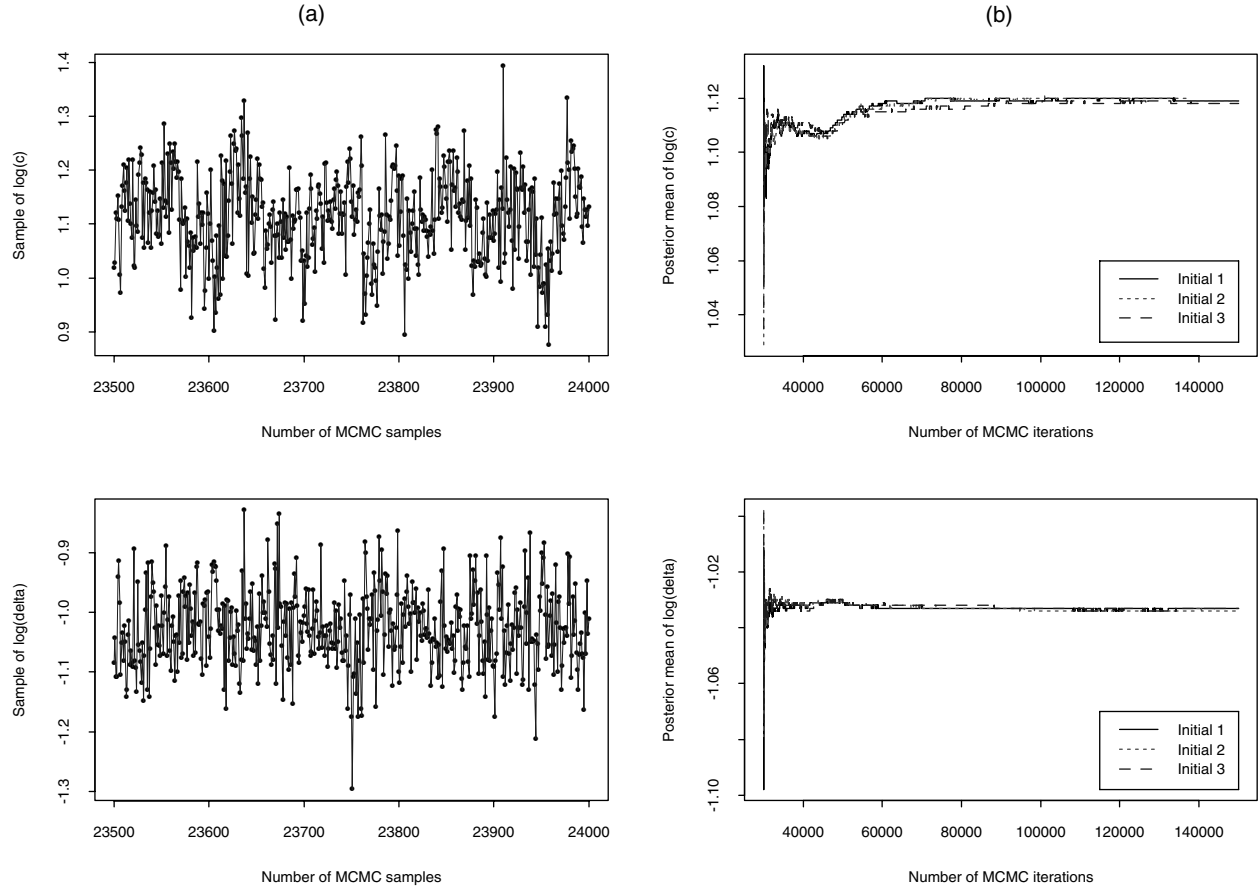 (a)
(b)
Sample of log(c)
1.4
1.3
1.2
1.1
1.0
0.9
23500 23600 23700 23800 23900 24000
Number of MCMC samples
Posterior mean of log(c)
1.12
1.10
1.08
1.06
1.04
Initial 1
Initial 2
Initial 3
40000 60000 80000 100000 120000 140000
Number of MCMC iterations
Sample of log(delta)
-0.9
-1.0
-1.1
-1.2
-1.3
23500 23600 23700 23800 23900 24000
Number of MCMC samples
Posterior mean of log(delta)
-1.02
-1.06
-1.10
Initial 1
Initial 2
Initial 3
40000 60000 80000 100000 120000 140000
Number of MCMC iterations